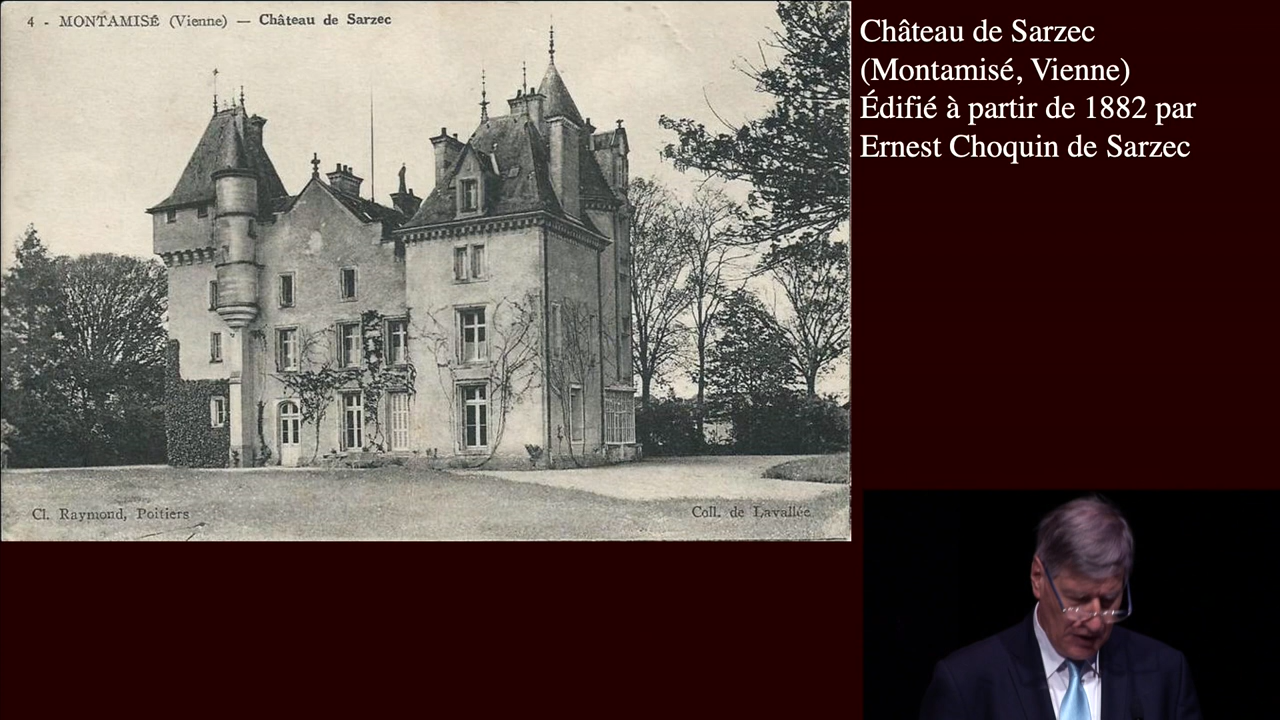 4 - MONTAMISÉ (Vienne) — Château de Sarzec
Cl. Raymond, Poitiers
Coll. de Lavallée
Château de Sarzec
(Montamisé, Vienne)
Édifié à partir de 1882 par
Ernest Choquin de Sarzec